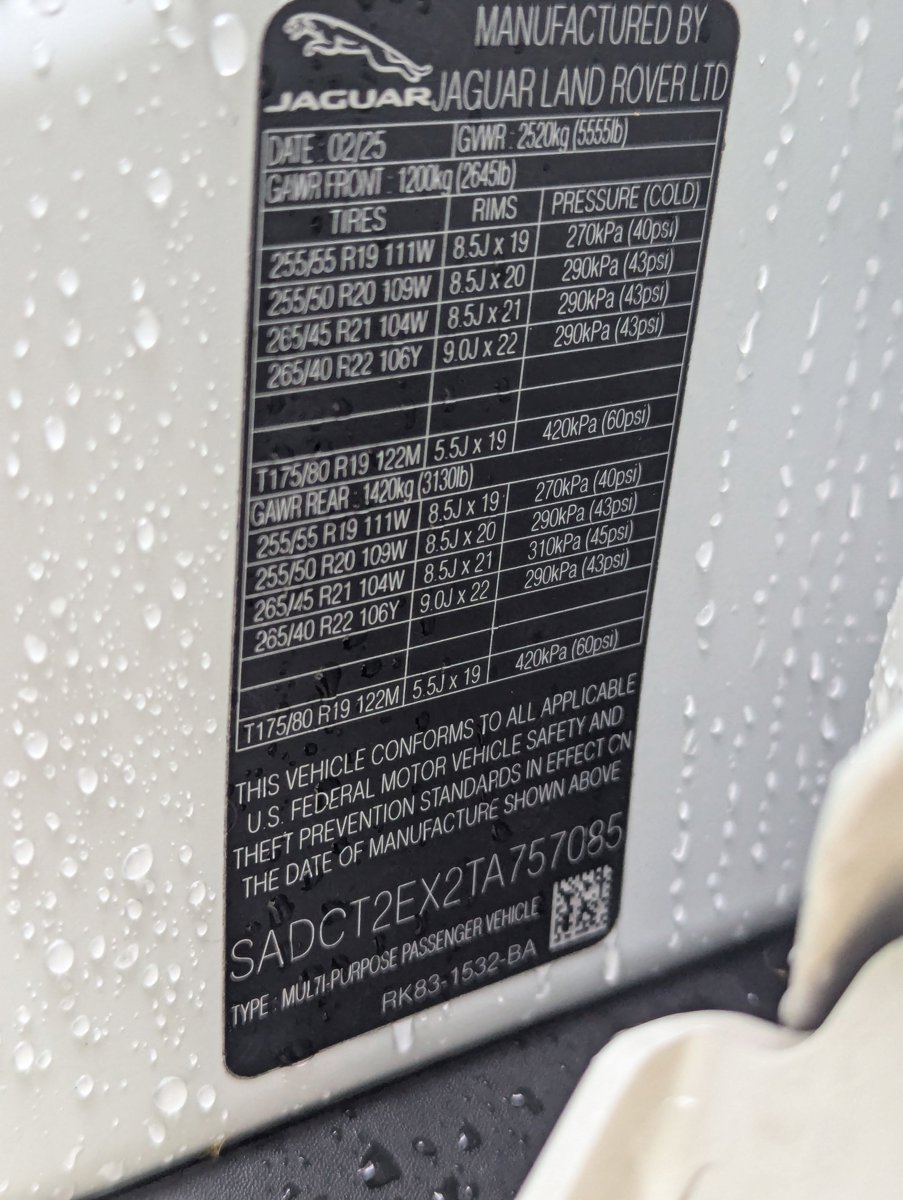 JAGUAR
MANUFACTURED BY
JAGUAR LAND ROVER LTD
DATE : 02/25 GVWR : 2520kg (5555lb)
GAWR FRONT : 1200kg (2645lb)
TIRES RIMS PRESSURE (COLD)
255/55 R19 111W 8.5J x 19 270kPa (40psi)
255/50 R20 109W 8.5J x 20 290kPa (43psi)
265/45 R21 104W 8.5J x 21 290kPa (43psi)
265/40 R22 106Y 9.0J x 22 290kPa (43psi)
T175/80 R19 122M 5.5J x 19 420kPa (60psi)
GAWR REAR : 1420kg (3130lb)
255/55 R19 111W 8.5J x 19 270kPa (40psi)
255/50 R20 109W 8.5J x 20 290kPa (43psi)
265/45 R21 104W 8.5J x 21 310kPa (45psi)
265/40 R22 106Y 9.0J x 22 290kPa (43psi)
T175/80 R19 122M 5.5J x 19 420kPa (60psi)
THIS VEHICLE CONFORMS TO ALL APPLICABLE
U.S. FEDERAL MOTOR VEHICLE SAFETY AND
THEFT PREVENTION STANDARDS IN EFFECT ON
THE DATE OF MANUFACTURE SHOWN ABOVE
SADCT2EX2TA757085
TYPE : MULTI-PURPOSE PASSENGER VEHICLE
RK83-1532-BA